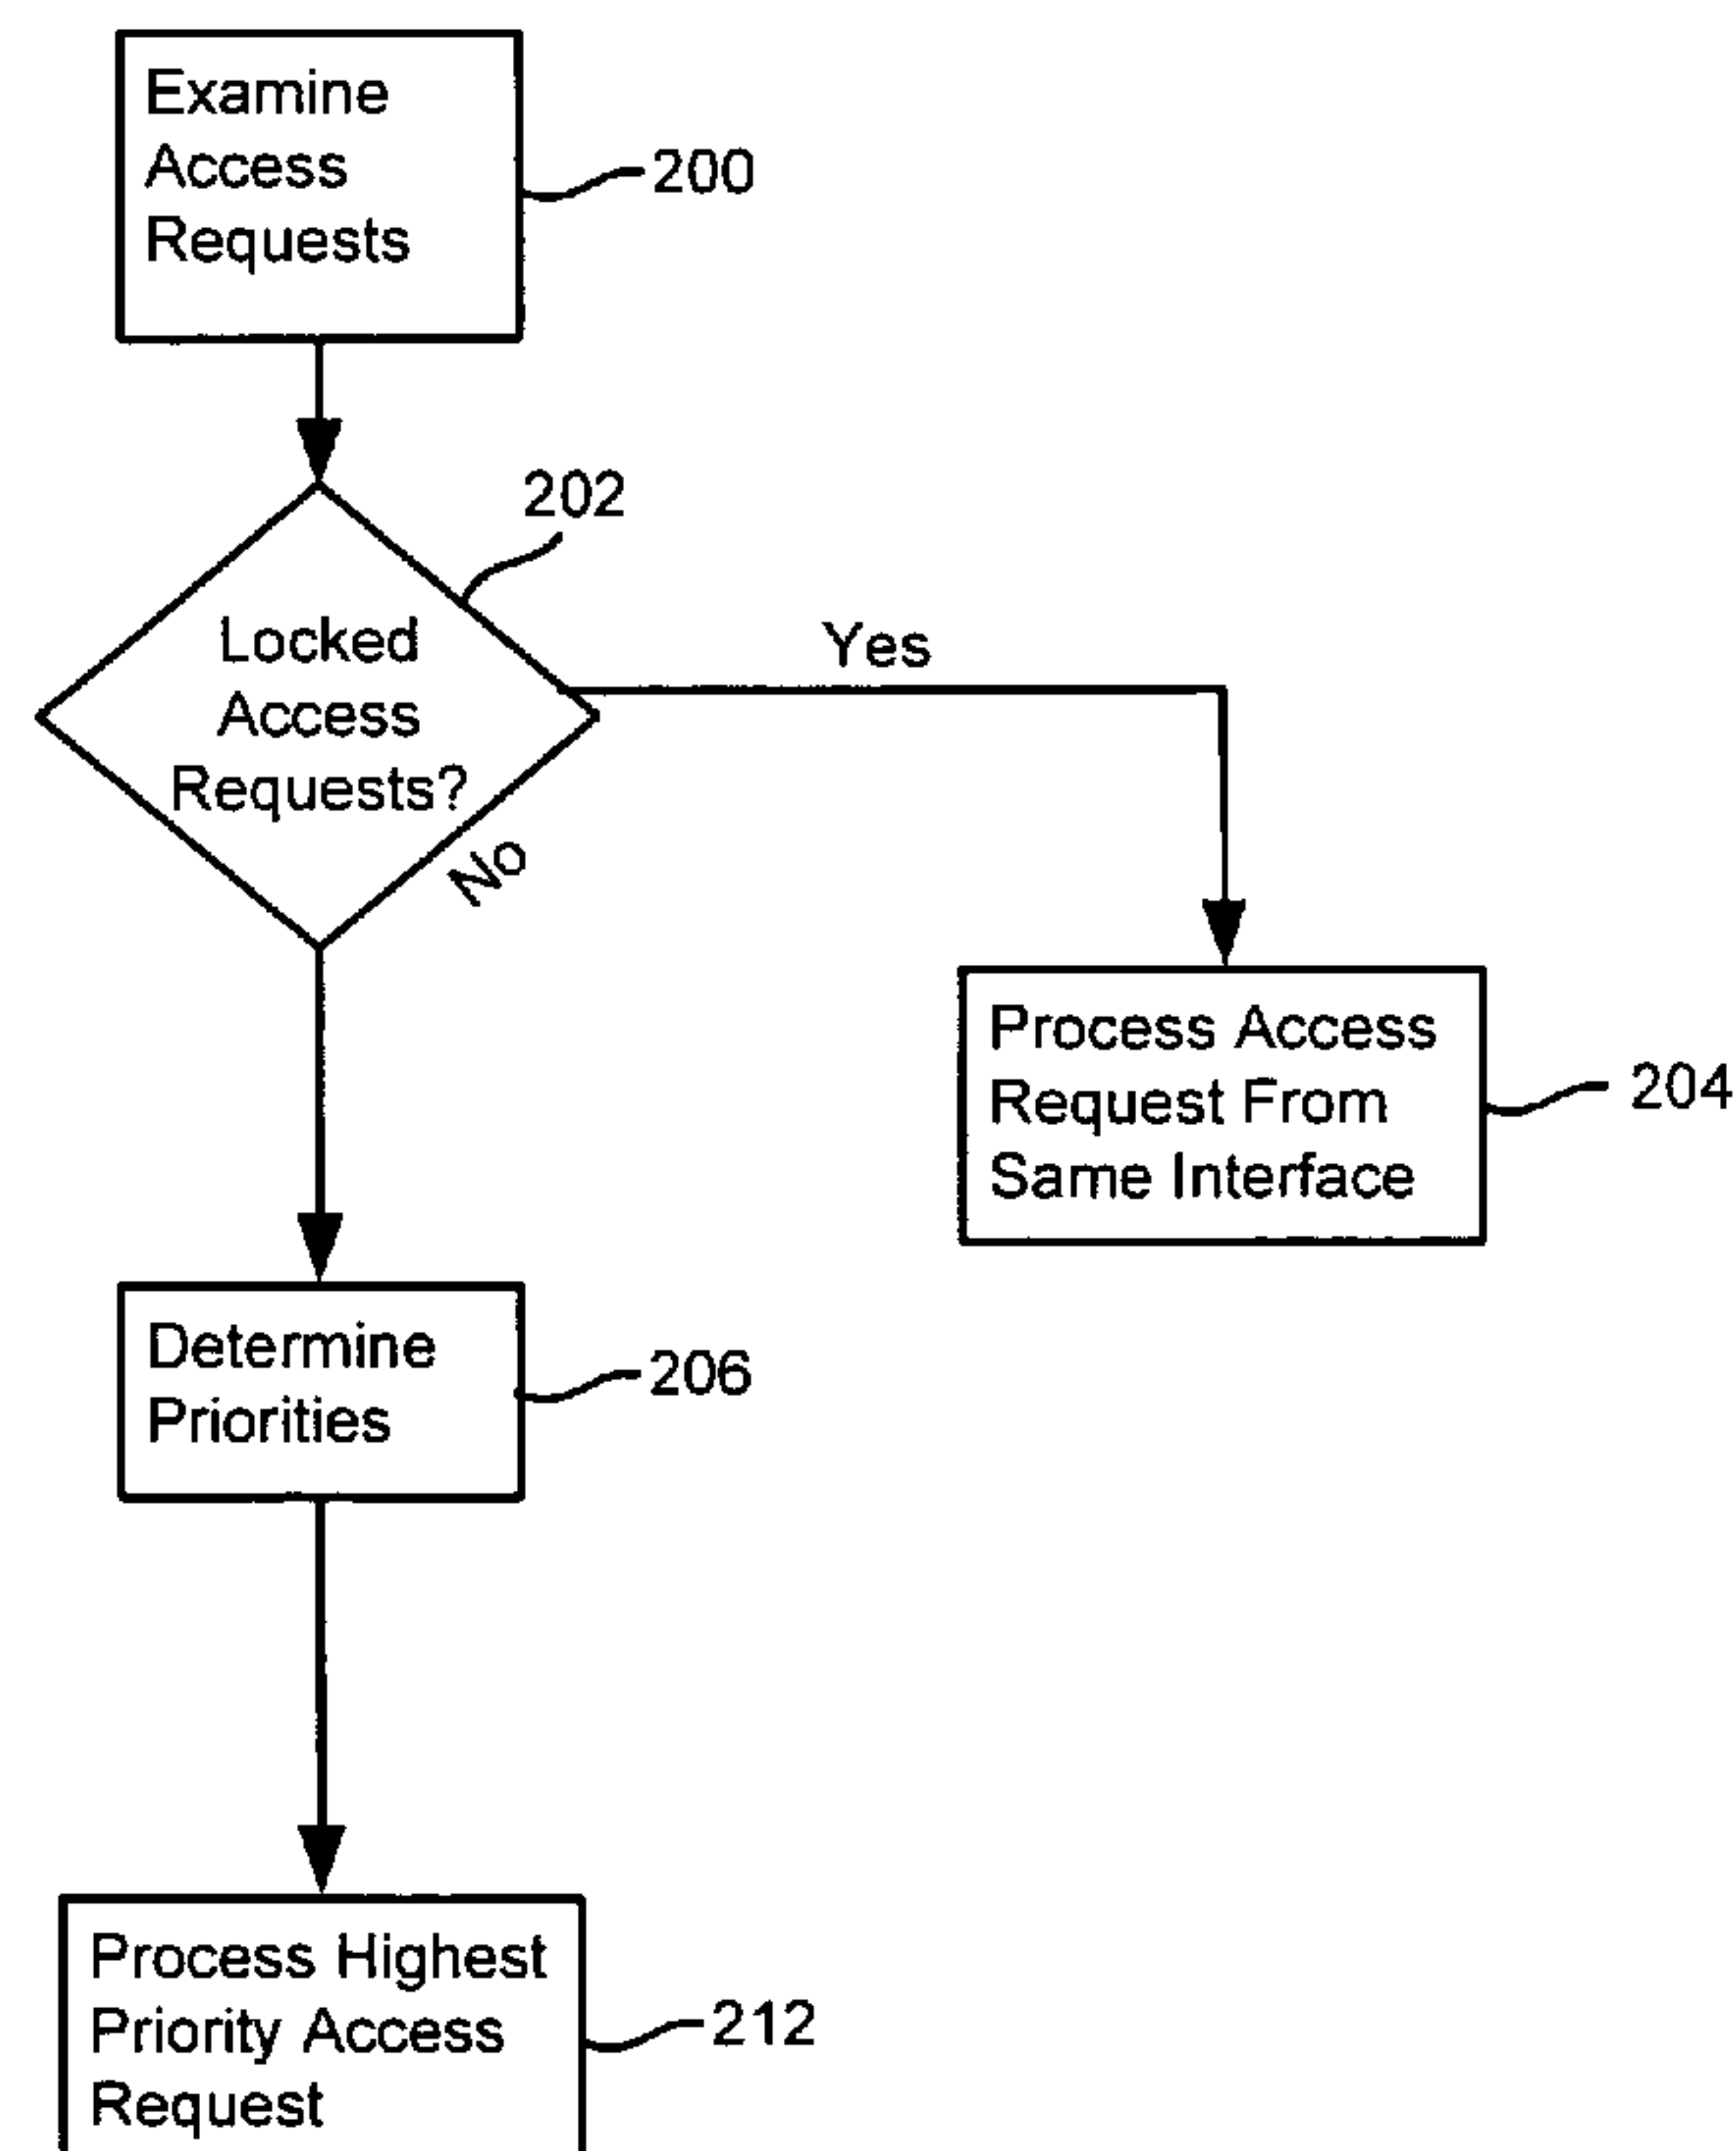 Examine
Access
Requests
200
202
Locked
Access
Requests?
Yes
No
Process Access
Request From
Same Interface
204
Determine
Priorities
206
Process Highest
Priority Access
Request
212